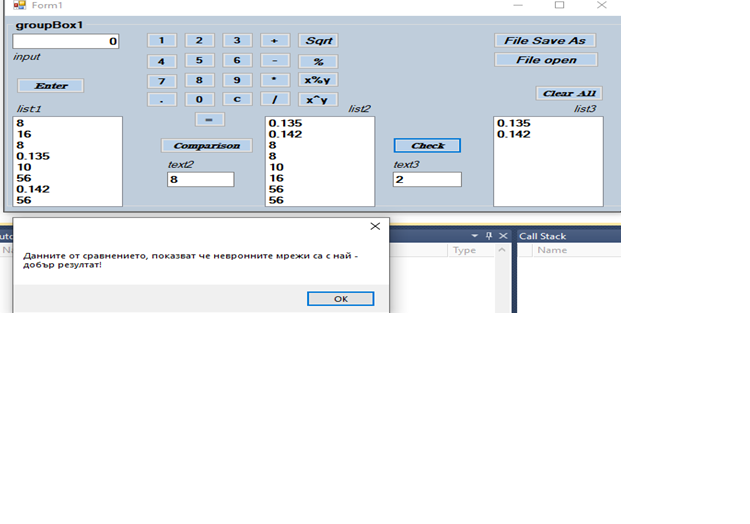 Form1
groupBox1
0
input
Enter
1 2 3 + Sqrt
4 5 6 - %
7 8 9 * x%y
. 0 C / x^y
=
File Save As
File open
Clear All
list1
8
16
8
0.135
10
56
0.142
56
Comparison
text2
8
list2
0.135
0.142
8
8
10
16
56
56
Check
text3
2
list3
0.135
0.142
Данните от сравнението, показват че невронните мрежи са с най -
добър резултат!
OK
Type
Call Stack
Name